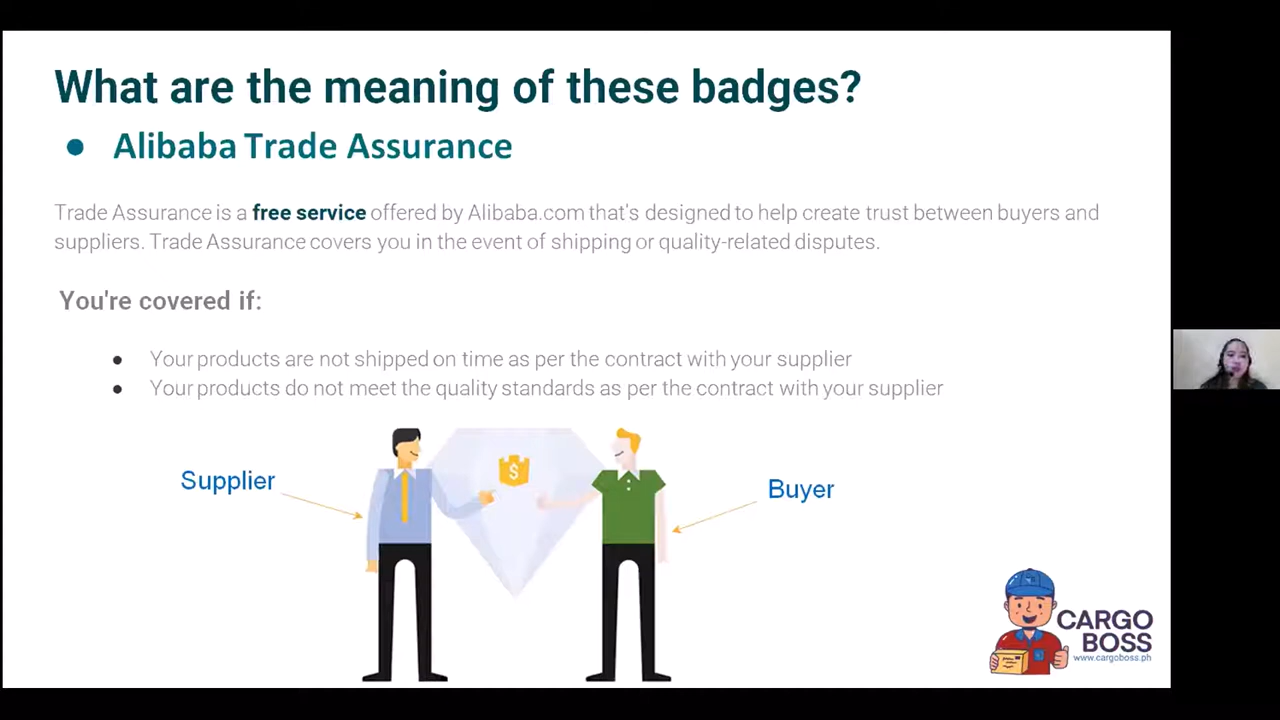 What are the meaning of these badges?
● Alibaba Trade Assurance
Trade Assurance is a free service offered by Alibaba.com that's designed to help create trust between buyers and
suppliers. Trade Assurance covers you in the event of shipping or quality-related disputes.
You're covered if:
● Your products are not shipped on time as per the contract with your supplier
● Your products do not meet the quality standards as per the contract with your supplier
Supplier
$
Buyer
CARGO
BOSS
www.cargoboss.ph